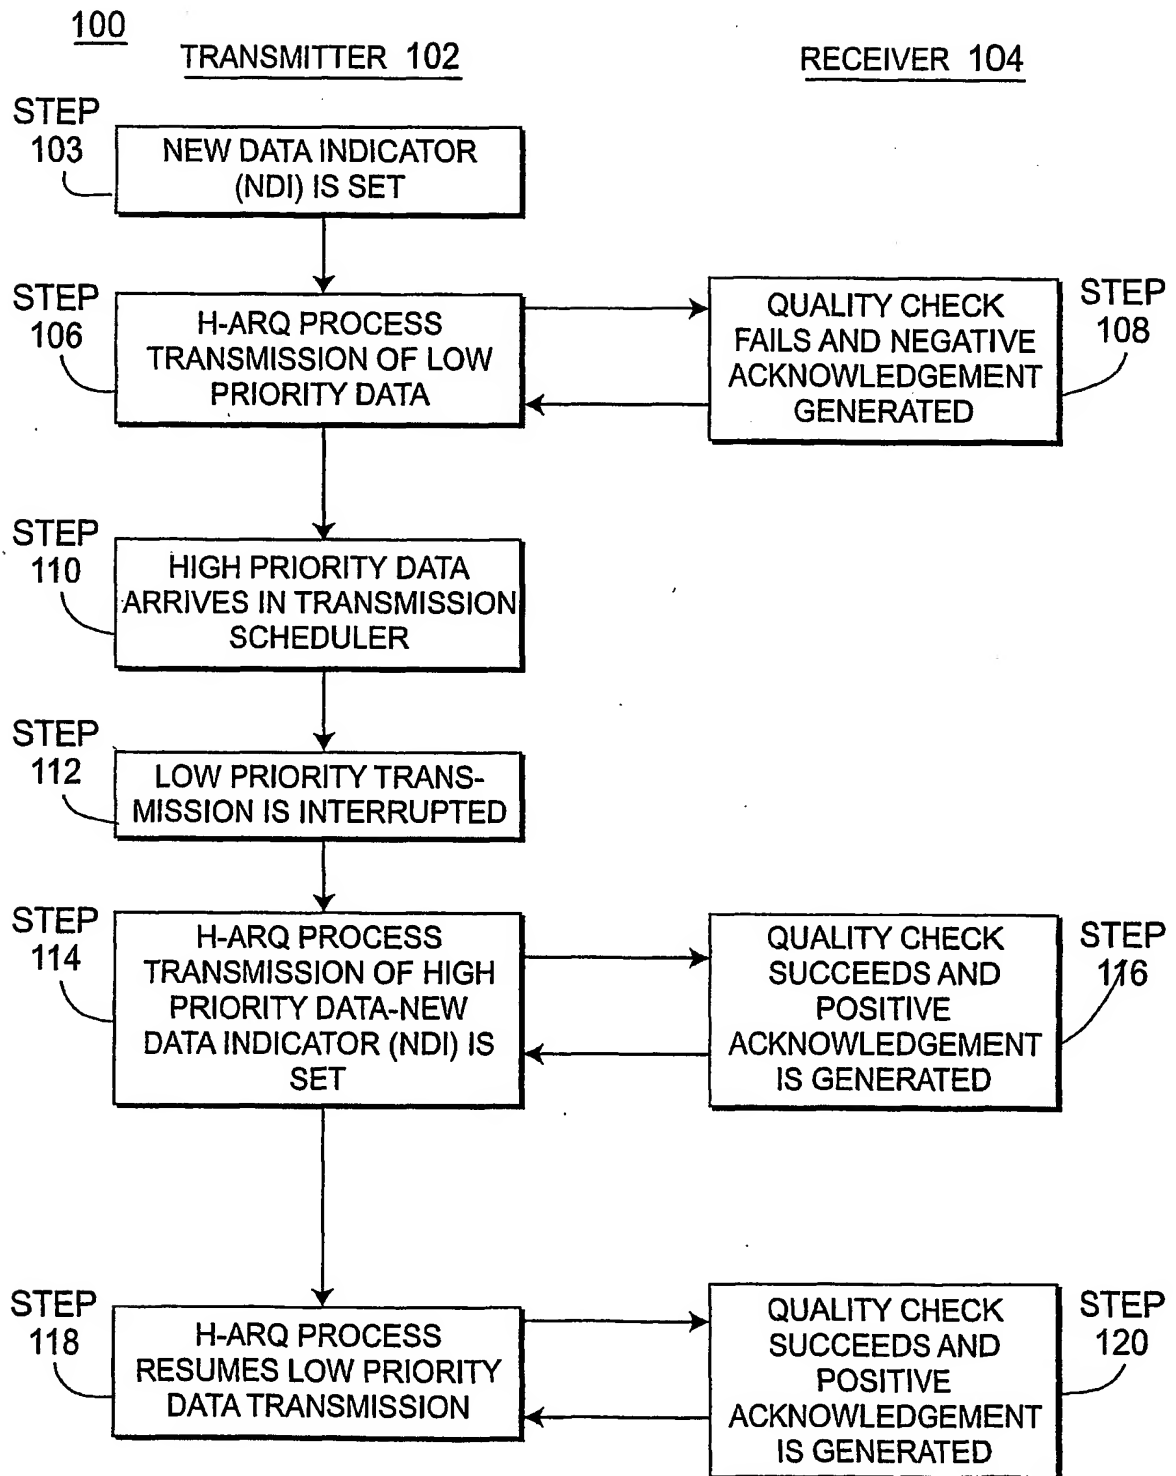 100
TRANSMITTER 102
RECEIVER 104
STEP
103
NEW DATA INDICATOR
(NDI) IS SET
STEP
106
H-ARQ PROCESS
TRANSMISSION OF LOW
PRIORITY DATA
QUALITY CHECK
FAILS AND NEGATIVE
ACKNOWLEDGEMENT
GENERATED
STEP
108
STEP
110
HIGH PRIORITY DATA
ARRIVES IN TRANSMISSION
SCHEDULER
STEP
112
LOW PRIORITY TRANS-
MISSION IS INTERRUPTED
STEP
114
H-ARQ PROCESS
TRANSMISSION OF HIGH
PRIORITY DATA-NEW
DATA INDICATOR (NDI) IS
SET
QUALITY CHECK
SUCCEEDS AND
POSITIVE
ACKNOWLEDGEMENT
IS GENERATED
STEP
116
STEP
118
H-ARQ PROCESS
RESUMES LOW PRIORITY
DATA TRANSMISSION
QUALITY CHECK
SUCCEEDS AND
POSITIVE
ACKNOWLEDGEMENT
IS GENERATED
STEP
120